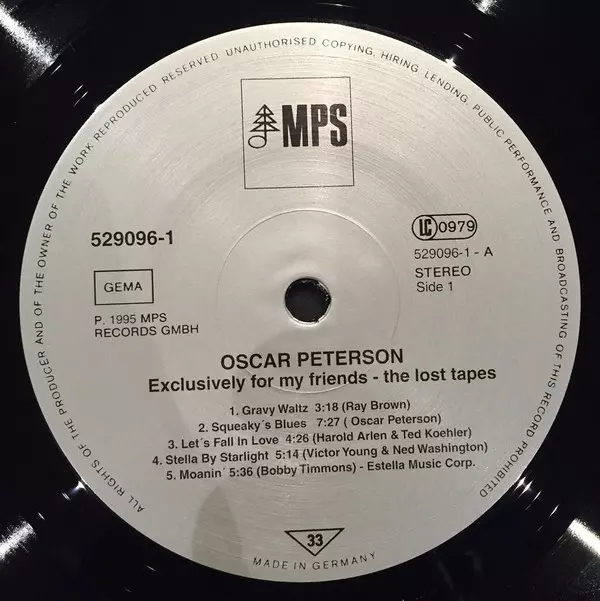 ALL RIGHTS OF THE PRODUCER AND OF THE OWNER OF THE WORK REPRODUCED RESERVED UNAUTHORISED COPYING, HIRING, LENDING, PUBLIC PERFORMANCE AND BROADCASTING OF THIS RECORD PROHIBITED
MPS
529096-1
LC 0979
529096-1 - A
STEREO
Side 1
GEMA
P. 1995 MPS
RECORDS GMBH
OSCAR PETERSON
Exclusively for my friends - the lost tapes
1. Gravy Waltz 3:18 (Ray Brown)
2. Squeaky´s Blues 7:27 ( Oscar Peterson)
3. Let´s Fall In Love 4:26 (Harold Arlen & Ted Koehler)
4. Stella By Starlight 5:14 (Victor Young & Ned Washington)
5. Moanin´ 5:36 (Bobby Timmons) - Estella Music Corp.
33
MADE IN GERMANY